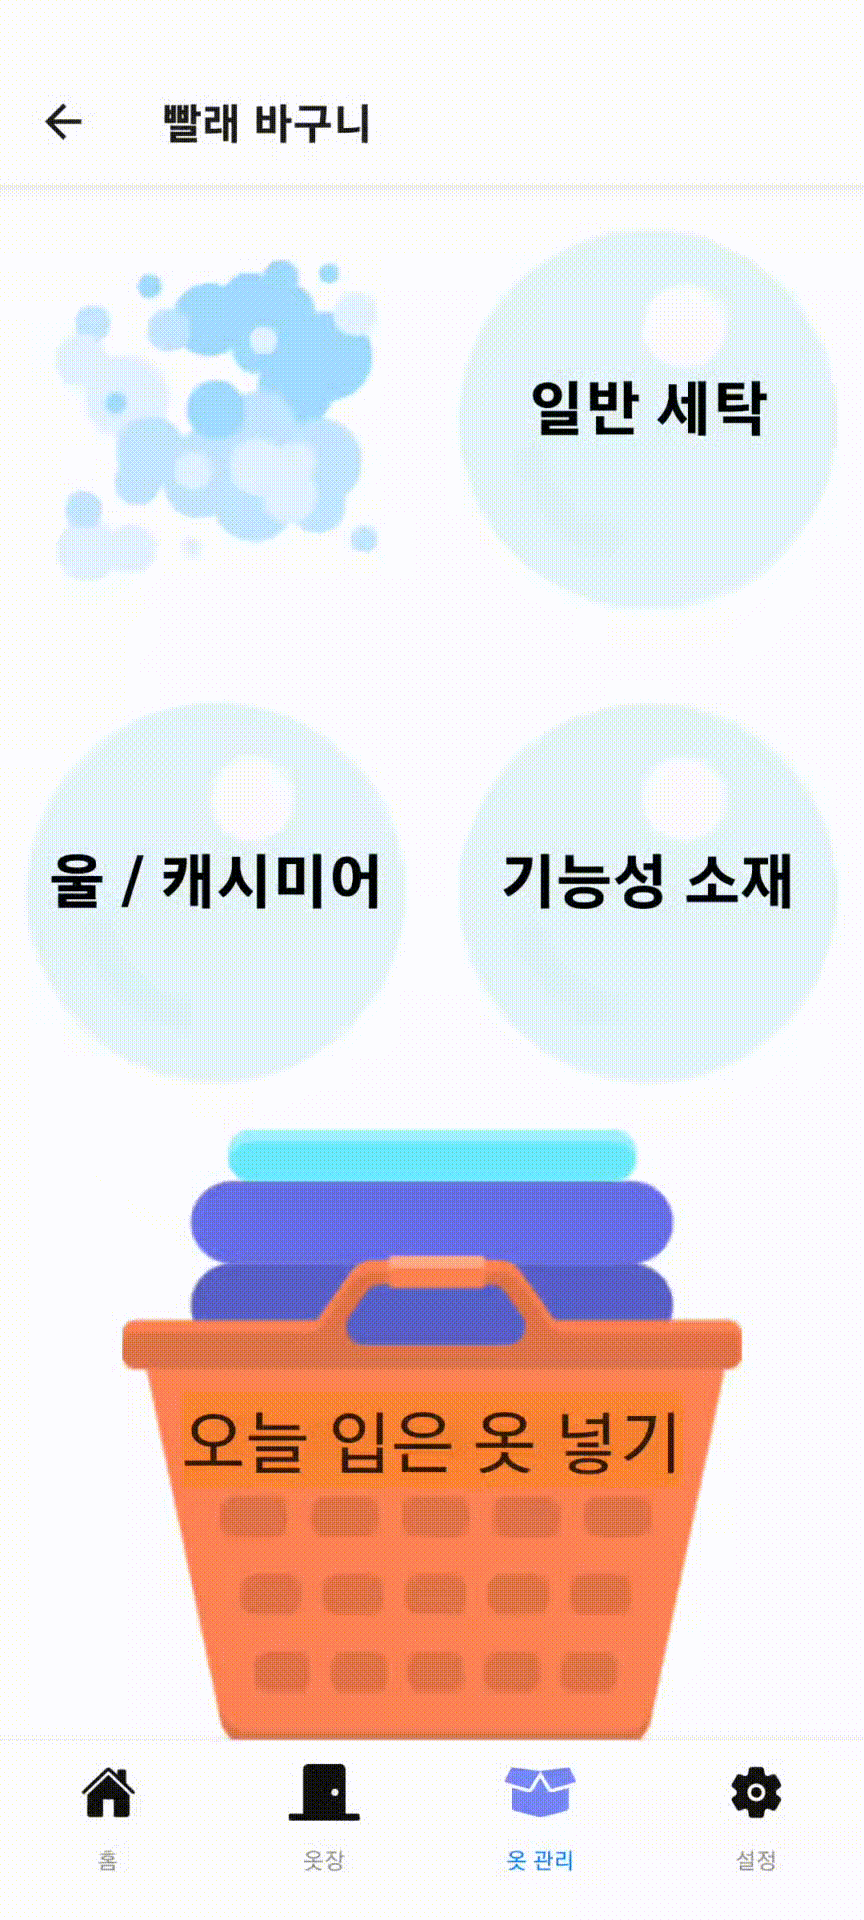 빨래 바구니
일반 세탁
울 / 캐시미어
기능성 소재
오늘 입은 옷 넣기
홈
옷장
옷 관리
설정